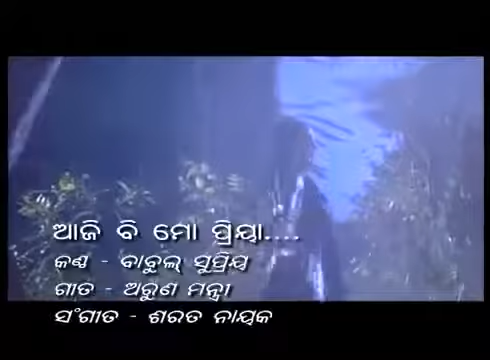 ଆଜି ବି ମୋ ପ୍ରିୟା....
କଣ୍ଠ - ବାବୁଲ୍ ସୁପ୍ରିୟ
ଗୀତ - ଅରୁଣ ମନ୍ତ୍ରୀ
ସଂଗୀତ - ଶରତ ନାୟକ